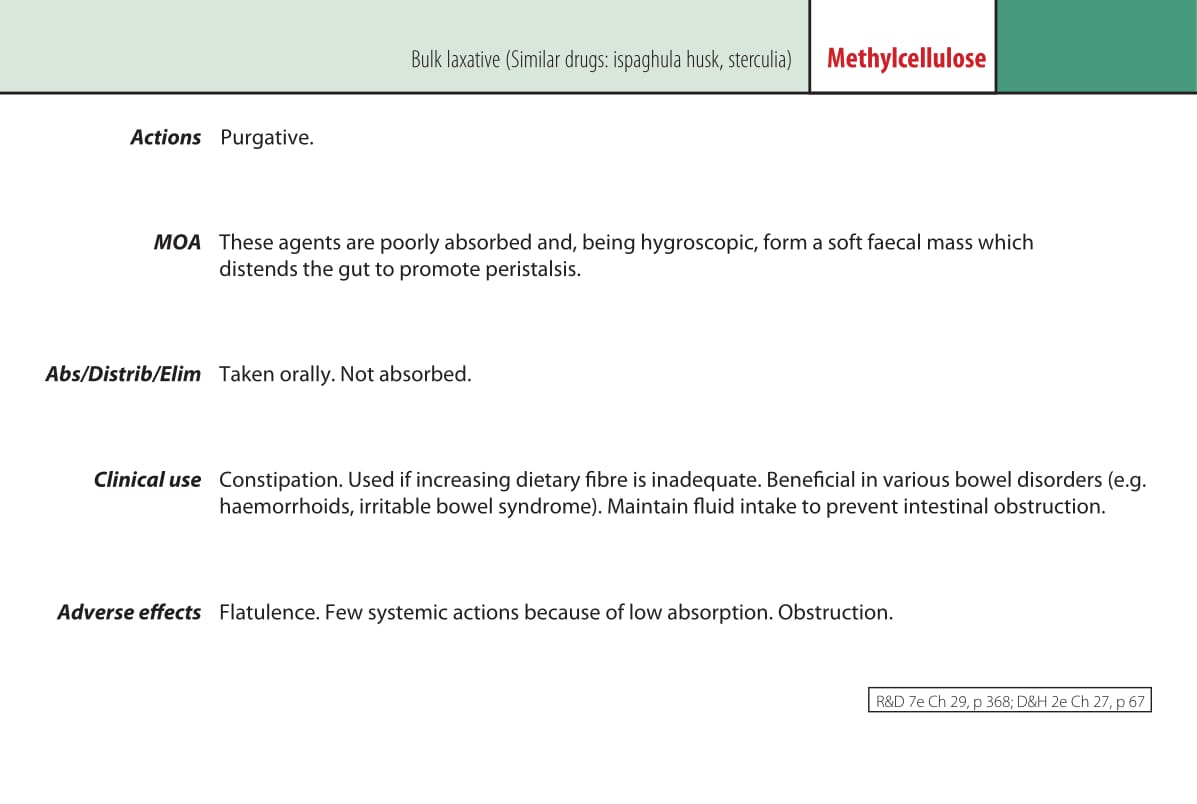 Bulk laxative (Similar drugs: ispaghula husk, sterculia) Methylcellulose
Actions Purgative.
MOA These agents are poorly absorbed and, being hygroscopic, form a soft faecal mass which
distends the gut to promote peristalsis.
Abs/Distrib/Elim Taken orally. Not absorbed.
Clinical use Constipation. Used if increasing dietary fibre is inadequate. Beneficial in various bowel disorders (e.g.
haemorrhoids, irritable bowel syndrome). Maintain fluid intake to prevent intestinal obstruction.
Adverse effects Flatulence. Few systemic actions because of low absorption. Obstruction.
R&D 7e Ch 29, p 368; D&H 2e Ch 27, p 67